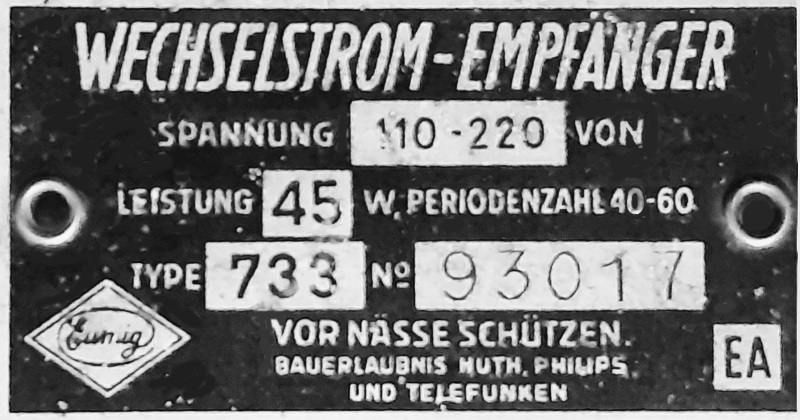 WECHSELSTROM-EMPFÄNGER
SPANNUNG 110-220 VON
LEISTUNG 45 W. PERIODENZAHL 40-60
TYPE 733 No 93017
Eumig
VOR NÄSSE SCHÜTZEN.
BAUERLAUBNIS HUTH, PHILIPS,
UND TELEFUNKEN
EA